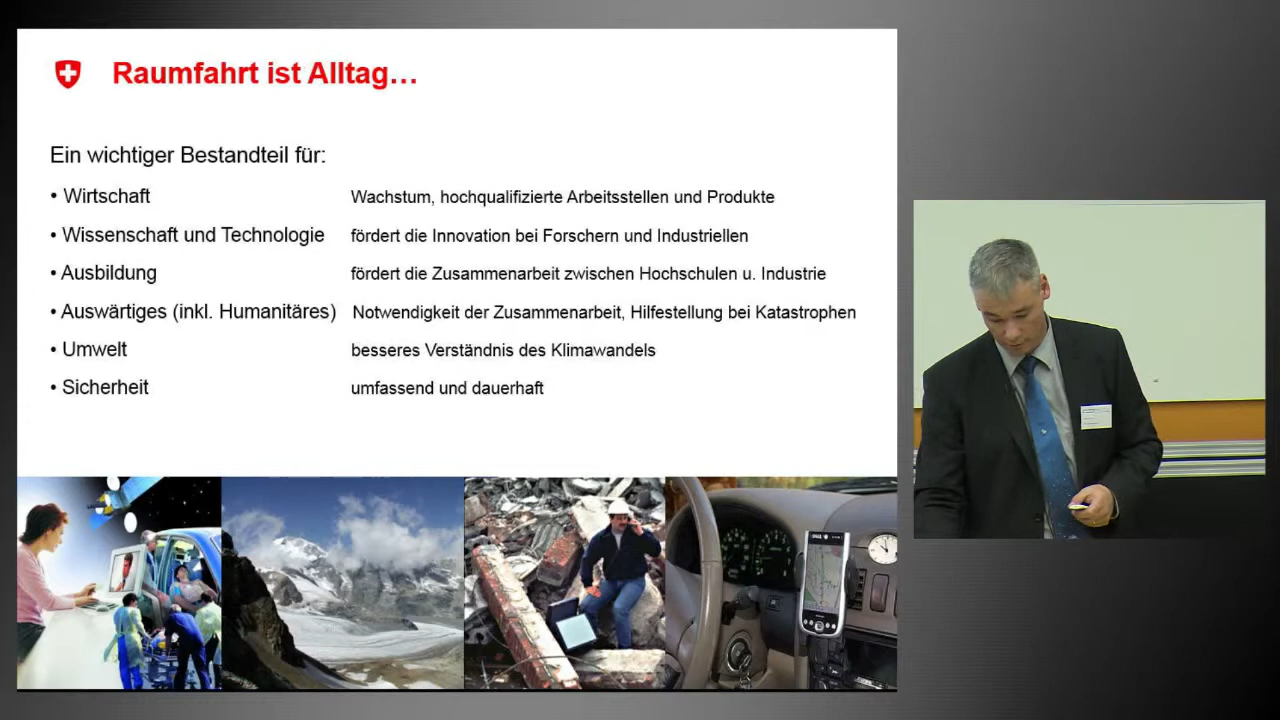 Raumfahrt ist Alltag…
Ein wichtiger Bestandteil für:
• Wirtschaft Wachstum, hochqualifizierte Arbeitsstellen und Produkte
• Wissenschaft und Technologie fördert die Innovation bei Forschern und Industriellen
• Ausbildung fördert die Zusammenarbeit zwischen Hochschulen u. Industrie
• Auswärtiges (inkl. Humanitäres) Notwendigkeit der Zusammenarbeit, Hilfestellung bei Katastrophen
• Umwelt besseres Verständnis des Klimawandels
• Sicherheit umfassend und dauerhaft